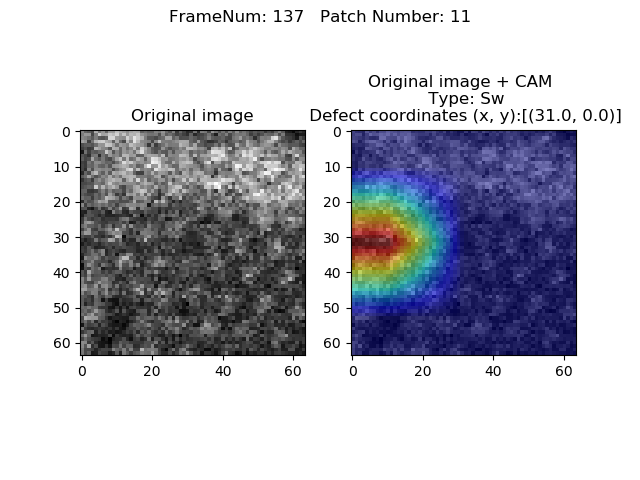 FrameNum: 137   Patch Number: 11
Original image
Original image + CAM
Type: Sw
Defect coordinates (x, y):[(31.0, 0.0)]
0
10
20
30
40
50
60
0 20 40 60
0
10
20
30
40
50
60
0 20 40 60